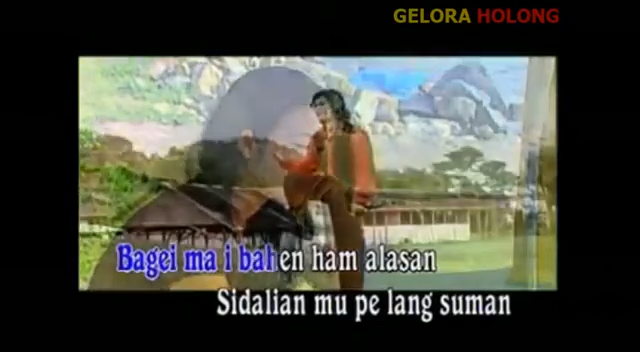 GELORA HOLONG
Bagei ma i bahen ham alasan
Sidalian mu pe lang suman